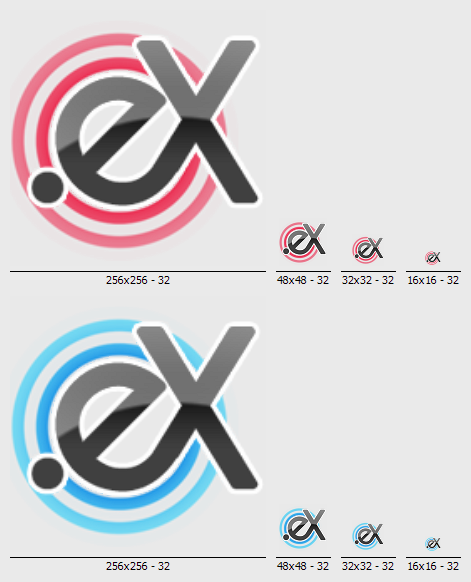 .eX
.eX
.eX
.eX
256x256 - 32
48x48 - 32
32x32 - 32
16x16 - 32
.eX
.eX
.eX
.eX
256x256 - 32
48x48 - 32
32x32 - 32
16x16 - 32